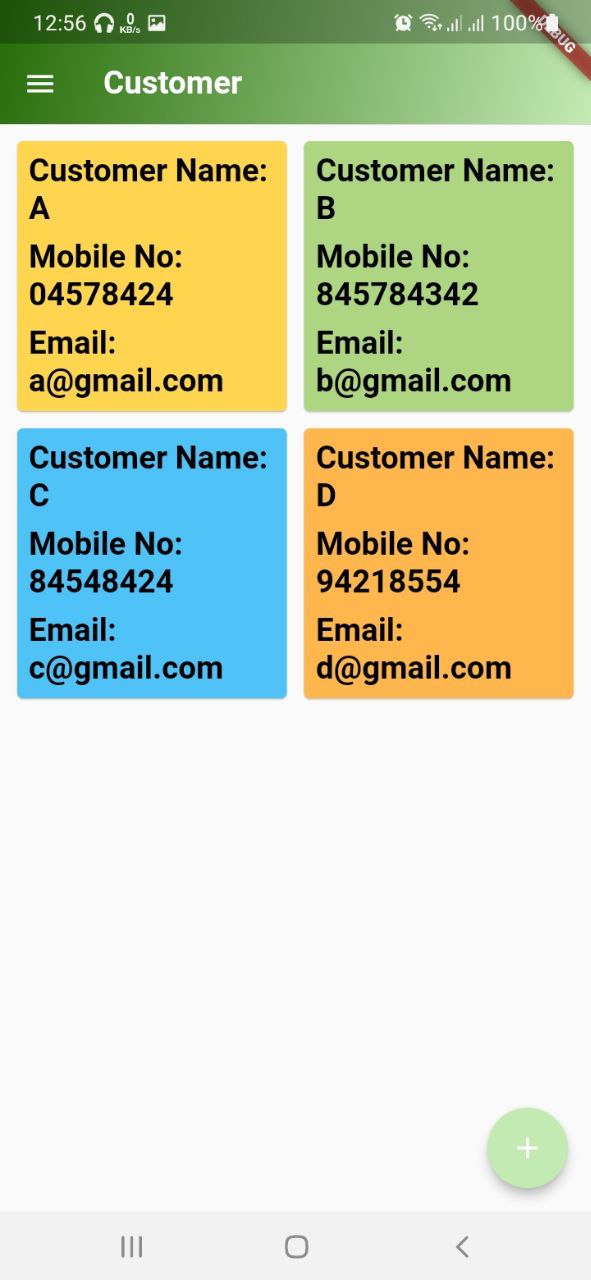 12:56 0 KB/s 100%
DEBUG
Customer
Customer Name:
A
Mobile No:
04578424
Email:
a@gmail.com
Customer Name:
B
Mobile No:
845784342
Email:
b@gmail.com
Customer Name:
C
Mobile No:
84548424
Email:
c@gmail.com
Customer Name:
D
Mobile No:
94218554
Email:
d@gmail.com
+